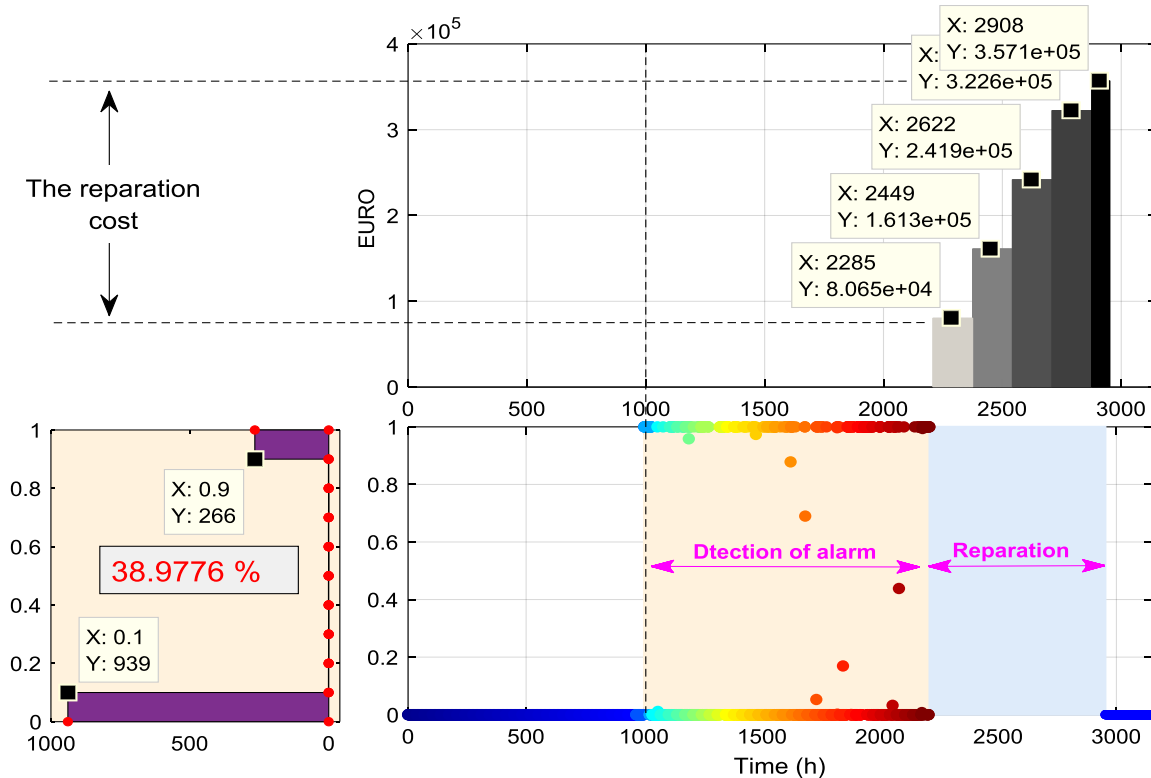 ×10⁵
4
3
2
1
0
EURO
0
500
1000
1500
2000
2500
3000
The reparation
cost
X: 2908
Y: 3.571e+05
X:
Y: 3.226e+05
X: 2622
Y: 2.419e+05
X: 2449
Y: 1.613e+05
X: 2285
Y: 8.065e+04
1
0.8
0.6
0.4
0.2
0
1000
500
0
X: 0.9
Y: 266
38.9776 %
X: 0.1
Y: 939
1
0.8
0.6
0.4
0.2
0
Dtection of alarm
Reparation
0
500
1000
1500
2000
2500
3000
Time (h)